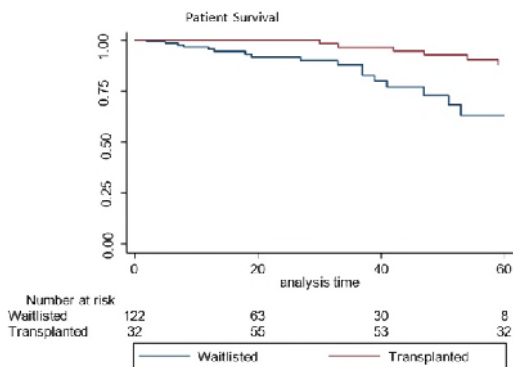 Patient Survival
1.00
0.75
0.50
0.25
0.00
0 20 40 60
analysis time
Number at risk
Waitlisted 122 63 30 8
Transplanted 32 55 53 32
Waitlisted Transplanted